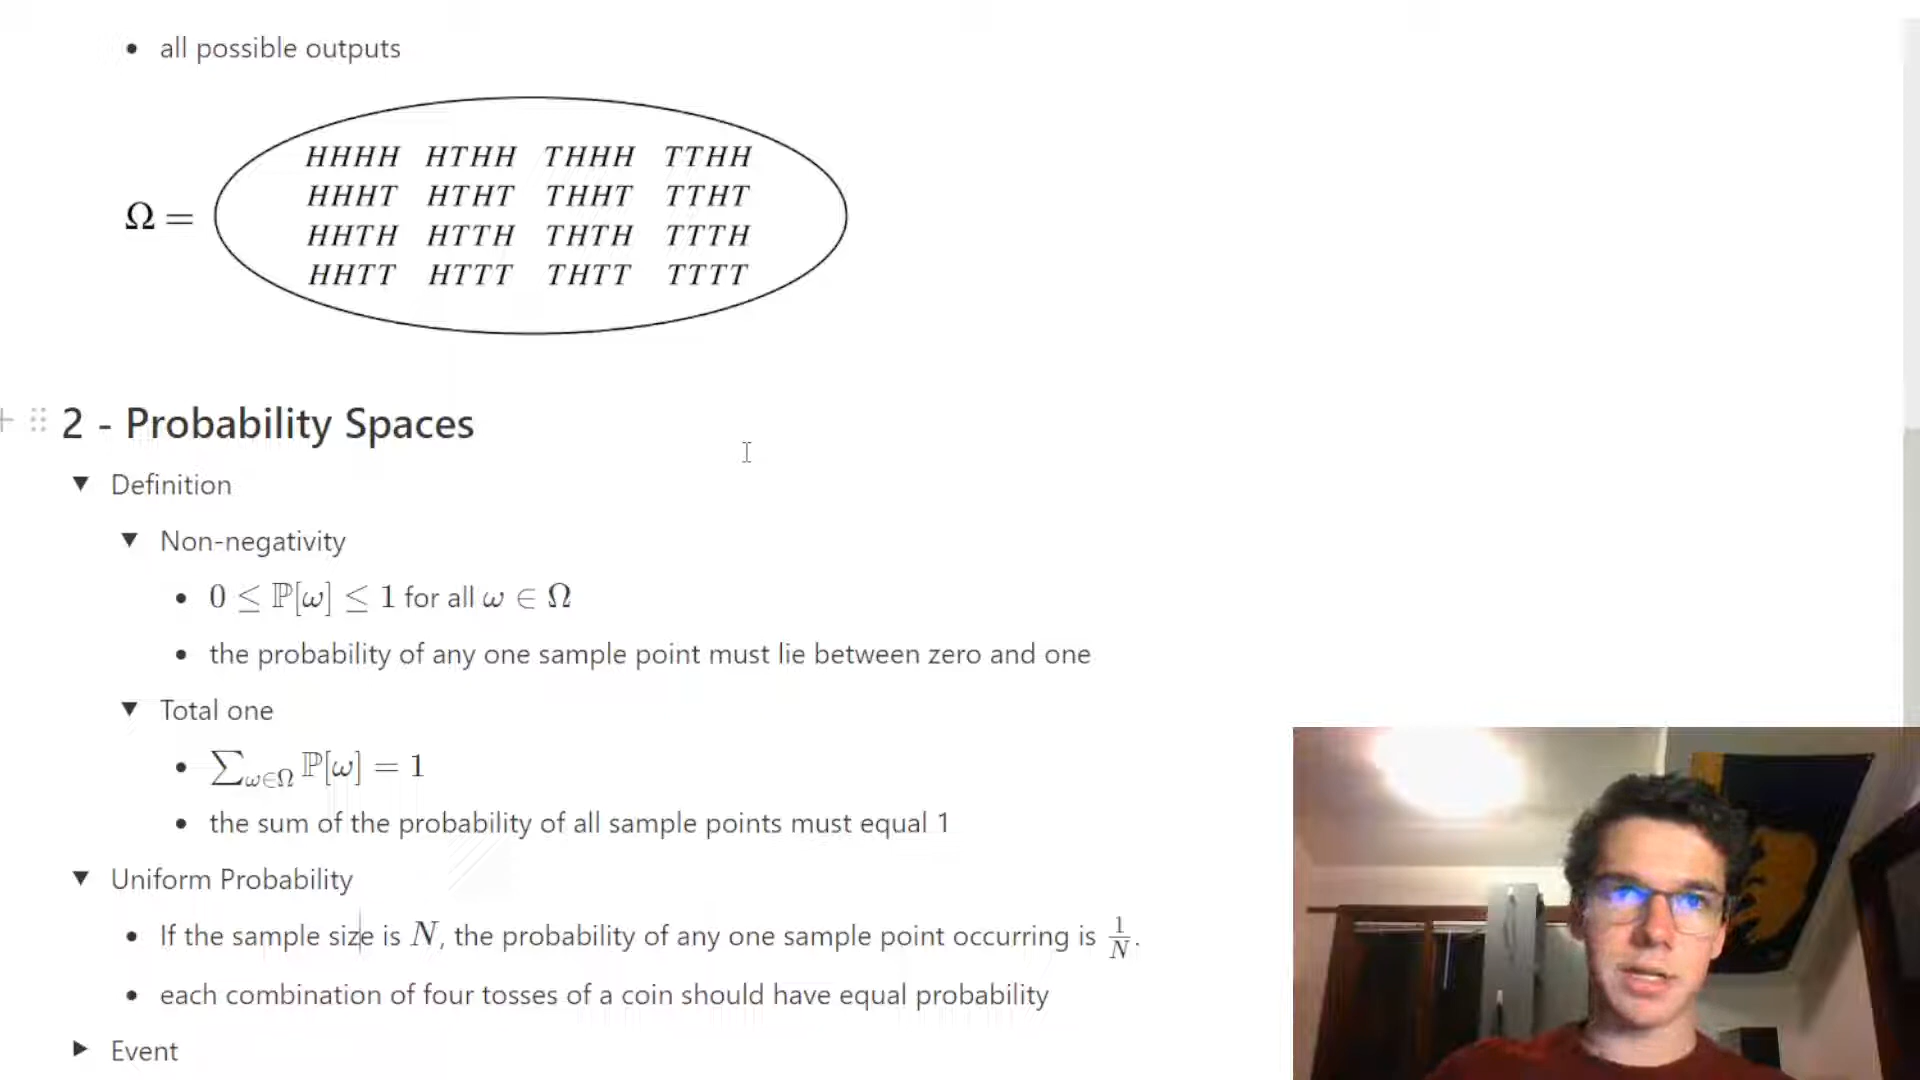 all possible outputs
HHHH HTHH THHH TTHH
HHHT HTHT THHT TTHT
Ω = HHTH HTTH THTH TTTH
HHTT HTTT THTT TTTT
2 - Probability Spaces
Definition
Non-negativity
0 ≤ ℙ[ω] ≤ 1 for all ω ∈ Ω
the probability of any one sample point must lie between zero and one
Total one
∑_{ω∈Ω} ℙ[ω] = 1
the sum of the probability of all sample points must equal 1
Uniform Probability
If the sample size is N, the probability of any one sample point occurring is 1/N.
each combination of four tosses of a coin should have equal probability
Event